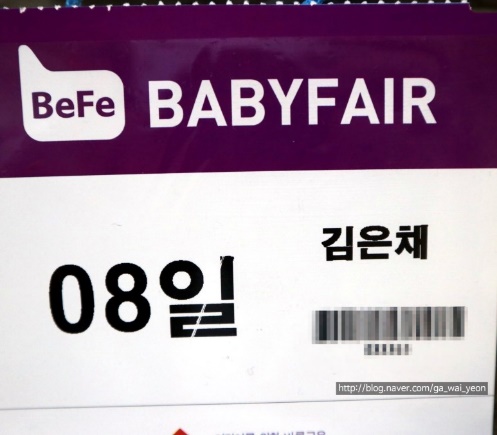 BeFe BABYFAIR
김은채
08일
http://blog.naver.com/ga_wai_yeon